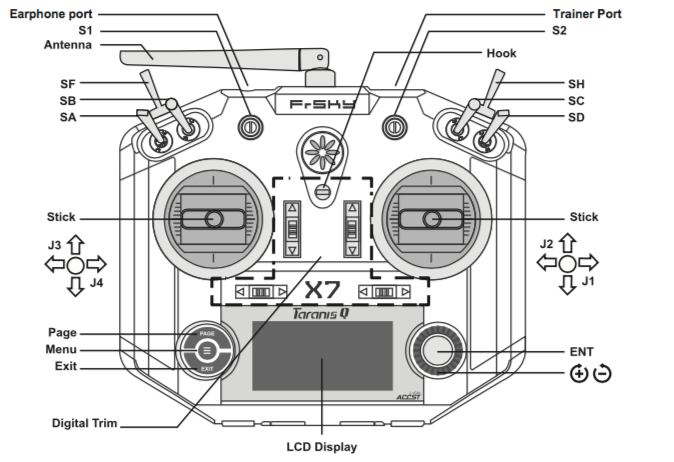 Earphone port
Trainer Port
S1
S2
Antenna
Hook
SF
SH
SB
SC
SA
SD
FrSKY
Stick
Stick
J3
J2
J4
J1
X7
Taranis Q
Page
PAGE
Menu
ENT
Exit
EXIT
ACCST
Digital Trim
LCD Display